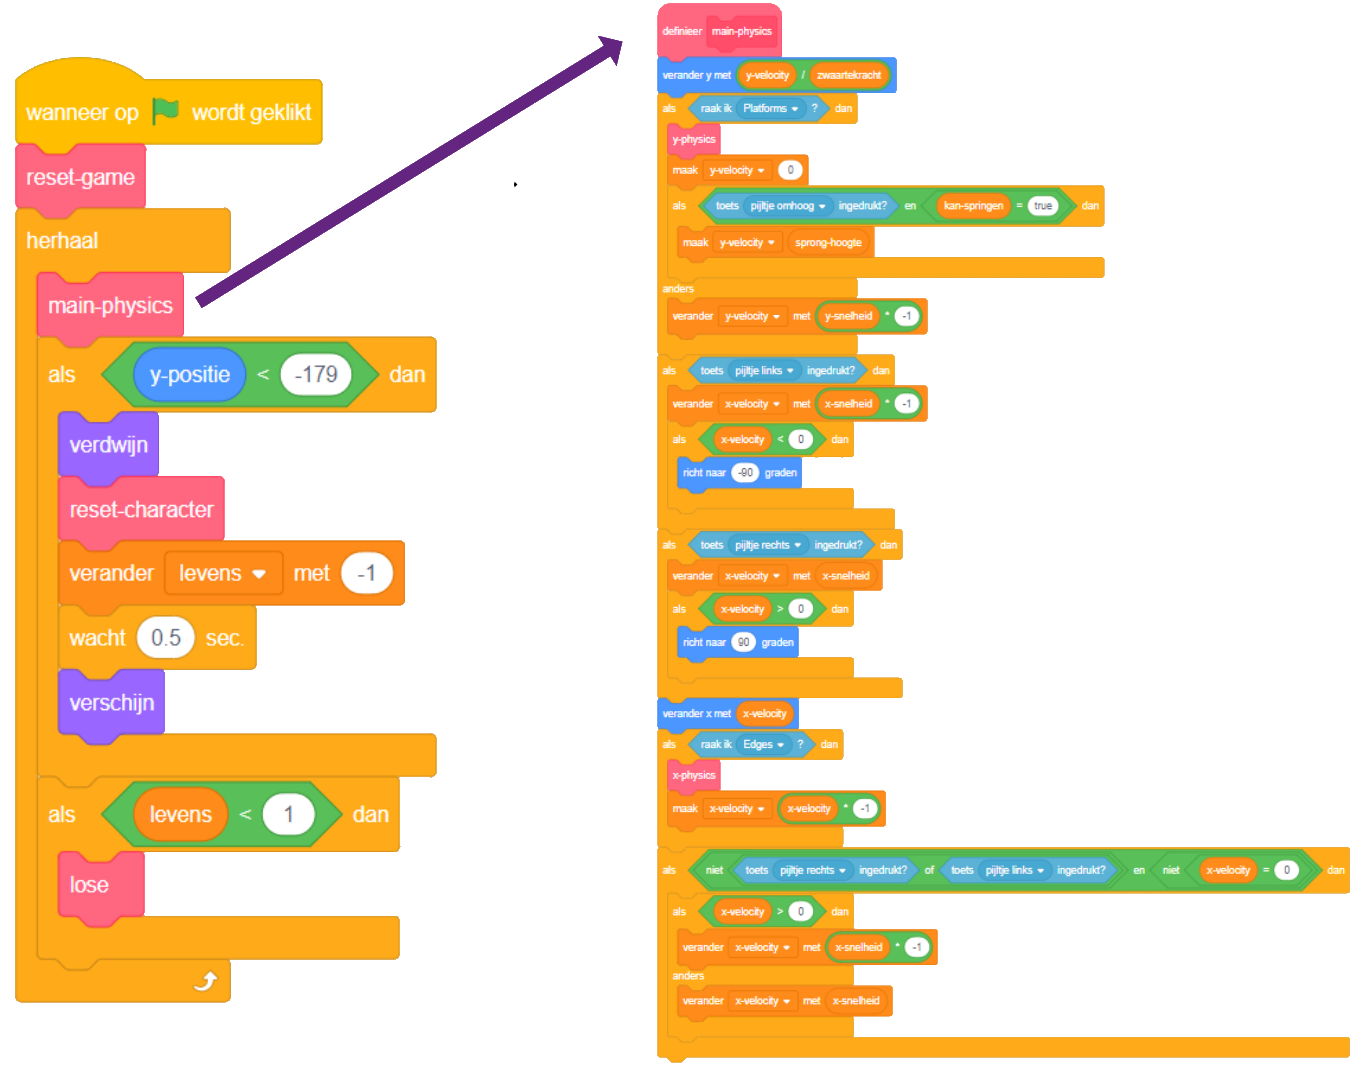 wanneer op wordt geklikt
reset-game
herhaal
main-physics
als y-positie < -179 dan
verdwijn
reset-character
verander levens met -1
wacht 0.5 sec.
verschijn
als levens < 1 dan
lose
definieer main-physics
verander y met y-velocity / zwaartekracht
als raak ik Platforms ? dan
y-physics
maak y-velocity 0
als toets pijltje omhoog ingedrukt? en kan-springen = true dan
maak y-velocity sprong-hoogte
anders
verander y-velocity met y-snelheid * -1
als toets pijltje links ingedrukt? dan
verander x-velocity met x-snelheid * -1
als x-velocity < 0 dan
richt naar -90 graden
als toets pijltje rechts ingedrukt? dan
verander x-velocity met x-snelheid
als x-velocity > 0 dan
richt naar 90 graden
verander x met x-velocity
als raak ik Edges ? dan
x-physics
maak x-velocity x-velocity * -1
als niet toets pijltje rechts ingedrukt? of toets pijltje links ingedrukt? en niet x-velocity = 0 dan
als x-velocity > 0 dan
verander x-velocity met x-snelheid * -1
anders
verander x-velocity met x-snelheid